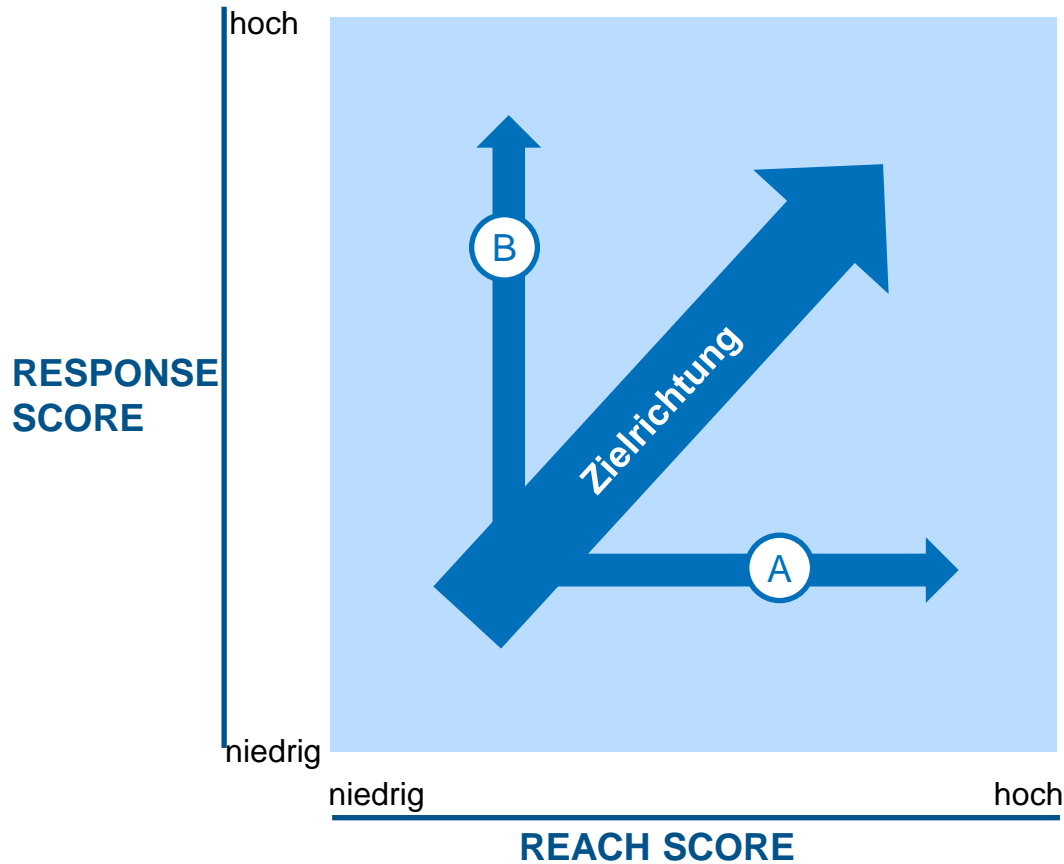 hoch
B
RESPONSE
SCORE
Zielrichtung
A
niedrig
niedrig
hoch
REACH SCORE